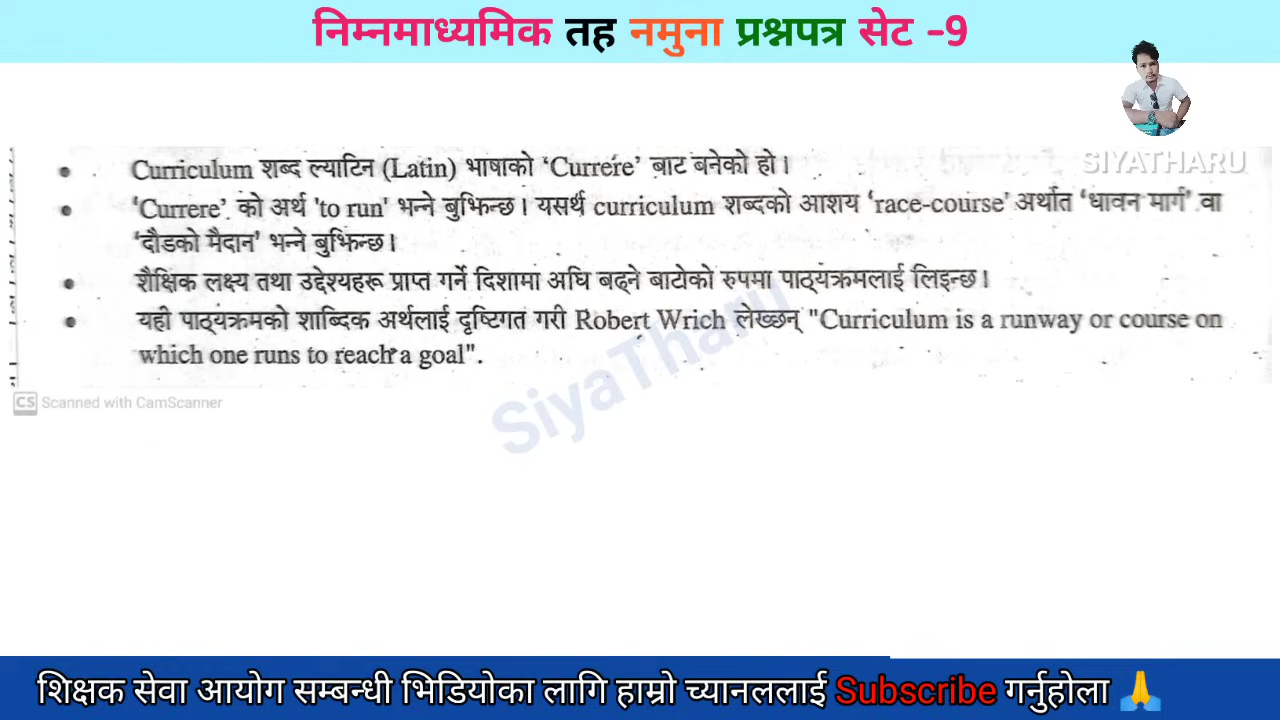 निम्नमाध्यमिक तह नमुना प्रश्नपत्र सेट -9
SIYATHARU
• Curriculum शब्द ल्याटिन (Latin) भाषाको ‘Currere’ बाट बनेको हो।
• ‘Currere’ को अर्थ 'to run' भन्ने बुझिन्छ। यसर्थ curriculum शब्दको आशय ‘race-course’ अर्थात ‘धावन मार्ग’ वा
‘दौडको मैदान’ भन्ने बुझिन्छ।
• शैक्षिक लक्ष्य तथा उद्देश्यहरू प्राप्त गर्ने दिशामा अघि बढ्ने बाटोको रुपमा पाठ्यक्रमलाई लिइन्छ।
• यही पाठ्यक्रमको शाब्दिक अर्थलाई दृष्टिगत गरी Robert Wrich लेख्छन् "Curriculum is a runway or course on
which one runs to reach a goal".
SiyaTharu
CS Scanned with CamScanner
शिक्षक सेवा आयोग सम्बन्धी भिडियोका लागि हाम्रो च्यानललाई Subscribe गर्नुहोला 🙏